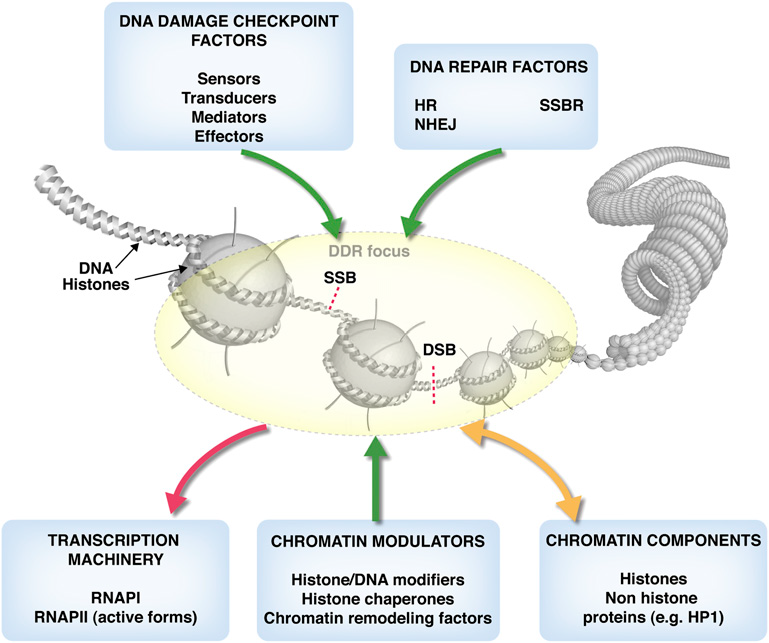 DNA DAMAGE CHECKPOINT
FACTORS
Sensors
Transducers
Mediators
Effectors
DNA REPAIR FACTORS
HR SSBR
NHEJ
DDR focus
DNA
Histones
SSB
DSB
TRANSCRIPTION
MACHINERY
RNAPI
RNAPII (active forms)
CHROMATIN MODULATORS
Histone/DNA modifiers
Histone chaperones
Chromatin remodeling factors
CHROMATIN COMPONENTS
Histones
Non histone
proteins (e.g. HP1)